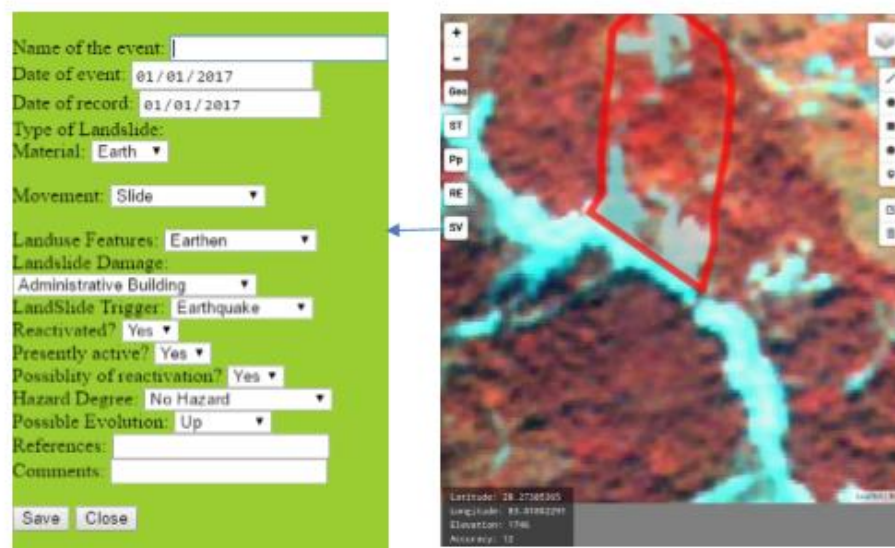 Name of the event:
Date of event: 01/01/2017
Date of record: 01/01/2017
Type of Landslide:
Material: Earth
Movement: Slide
Landuse Features: Earthen
Landslide Damage:
Administrative Building
LandSlide Trigger: Earthquake
Reactivated? Yes
Presently active? Yes
Possiblity of reactivation? Yes
Hazard Degree: No Hazard
Possible Evolution: Up
References:
Comments:
Save Close
+
−
Geo
ST
Pp
RE
SV
Latitude:
Longitude:
Elevation: 1746
Accuracy: 12